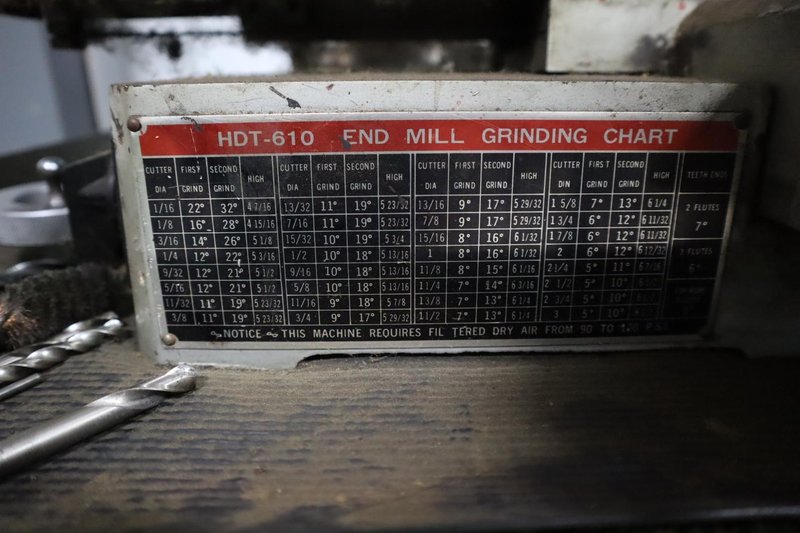 HDT-610 END MILL GRINDING CHART
CUTTER FIRST SECOND HIGH CUTTER FIRST SECOND HIGH CUTTER FIRST SECOND HIGH CUTTER FIRST SECOND HIGH TEETH ENDS
DIA GRIND GRIND DIA GRIND GRIND DIA GRIND GRIND DIN GRIND GRIND
1/16 22° 32° 4 7/16 13/32 11° 19° 5 23/32 13/16 9° 17° 5 29/32 1 5/8 7° 13° 6 1/4 2 FLUTES
1/8 16° 28° 4 15/16 7/16 11° 19° 5 23/32 7/8 9° 17° 5 29/32 1 3/4 6° 12° 6 11/32 7°
3/16 14° 26° 5 1/8 15/32 10° 19° 5 3/4 15/16 8° 16° 6 1/32 1 7/8 6° 12° 6 11/32
1/4 12° 22° 5 3/16 1/2 10° 19° 5 13/16 1 8° 16° 6 1/32 2 6° 12° FLUTES
9/32 12° 21° 5 1/2 9/16 10° 18° 5 13/16 1 1/8 8° 15° 6 1/16 2 1/4 5° 11° 6°
5/16 12° 21° 5 1/2 5/8 10° 18° 5 13/16 1 1/4 7° 14° 6 3/16 2 1/2 5° 10°
11/32 11° 19° 5 23/32 11/16 9° 18° 5 7/8 1 3/8 7° 13° 6 1/4 2 3/4 5° 10°
3/8 11° 19° 5 23/32 3/4 9° 17° 5 29/32 1 1/2 7° 13° 6 1/4 3 5° 10°
NOTICE THIS MACHINE REQUIRES FIL TERED DRY AIR FROM 90 TO P.S.I